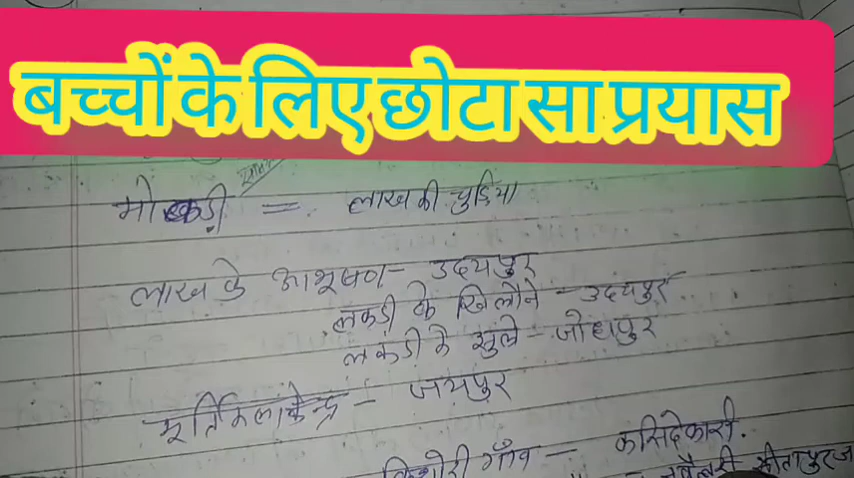 बच्चों के लिए छोटा सा प्रयास
मोकडी = लाख की चुडिया
लाख के आभूषण - उदयपुर
लकडी के खिलौने - उदयपुर
लकडी के झुले - जोधपुर
मूर्तिकला केन्द्र - जयपुर
किशोरी गाँव - कसिदेकारी.